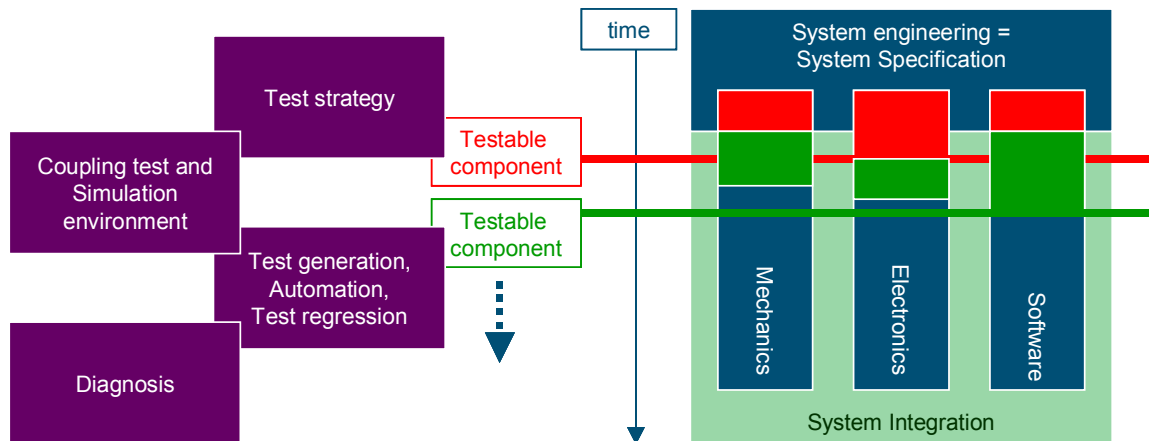 Test strategy
Coupling test and
Simulation
environment
Test generation,
Automation,
Test regression
Diagnosis
Testable
component
Testable
component
time
System engineering =
System Specification
Mechanics
Electronics
Software
System Integration